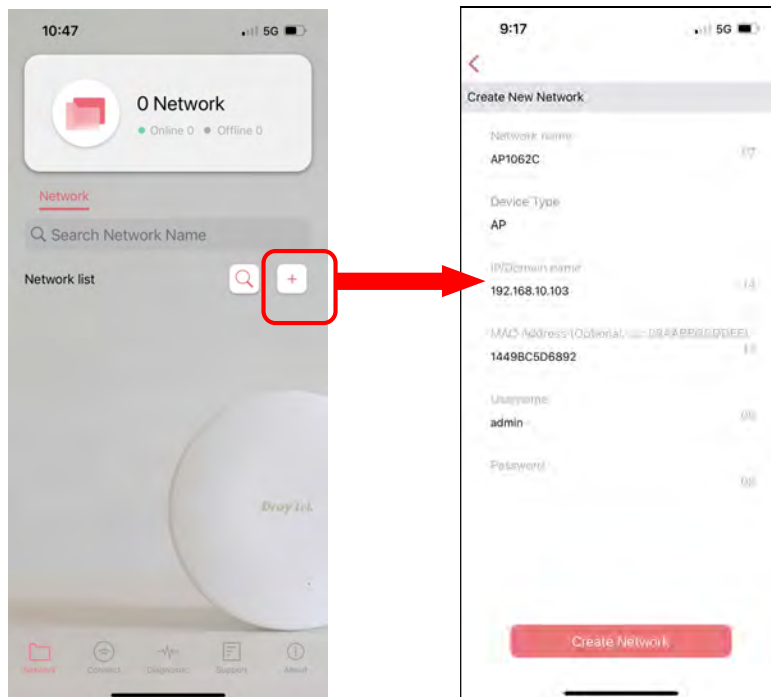 10:47
5G
0 Network
Online 0 Offline 0
Network
Search Network Name
Network list
+
DrayTek
Network Connect Diagnostic Support About
9:17
5G
Create New Network
Network name
AP1062C
Device Type
AP
IP/Domain name
192.168.10.103
MAC Address (Optional,
1449BC5D6892
Username
admin
Password
Create Network